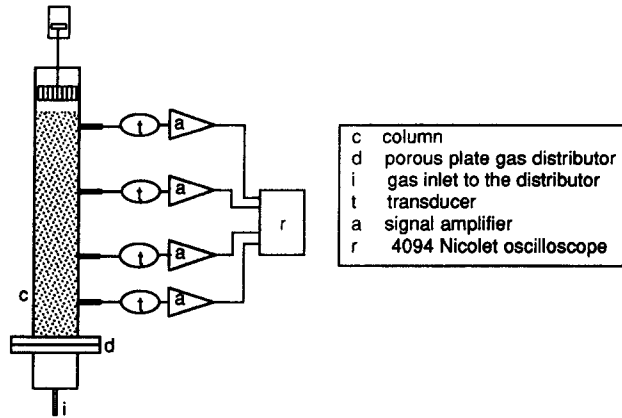 t
a
t
a
r
t
a
c
t
a
d
i
c column
d porous plate gas distributor
i gas inlet to the distributor
t transducer
a signal amplifier
r 4094 Nicolet oscilloscope